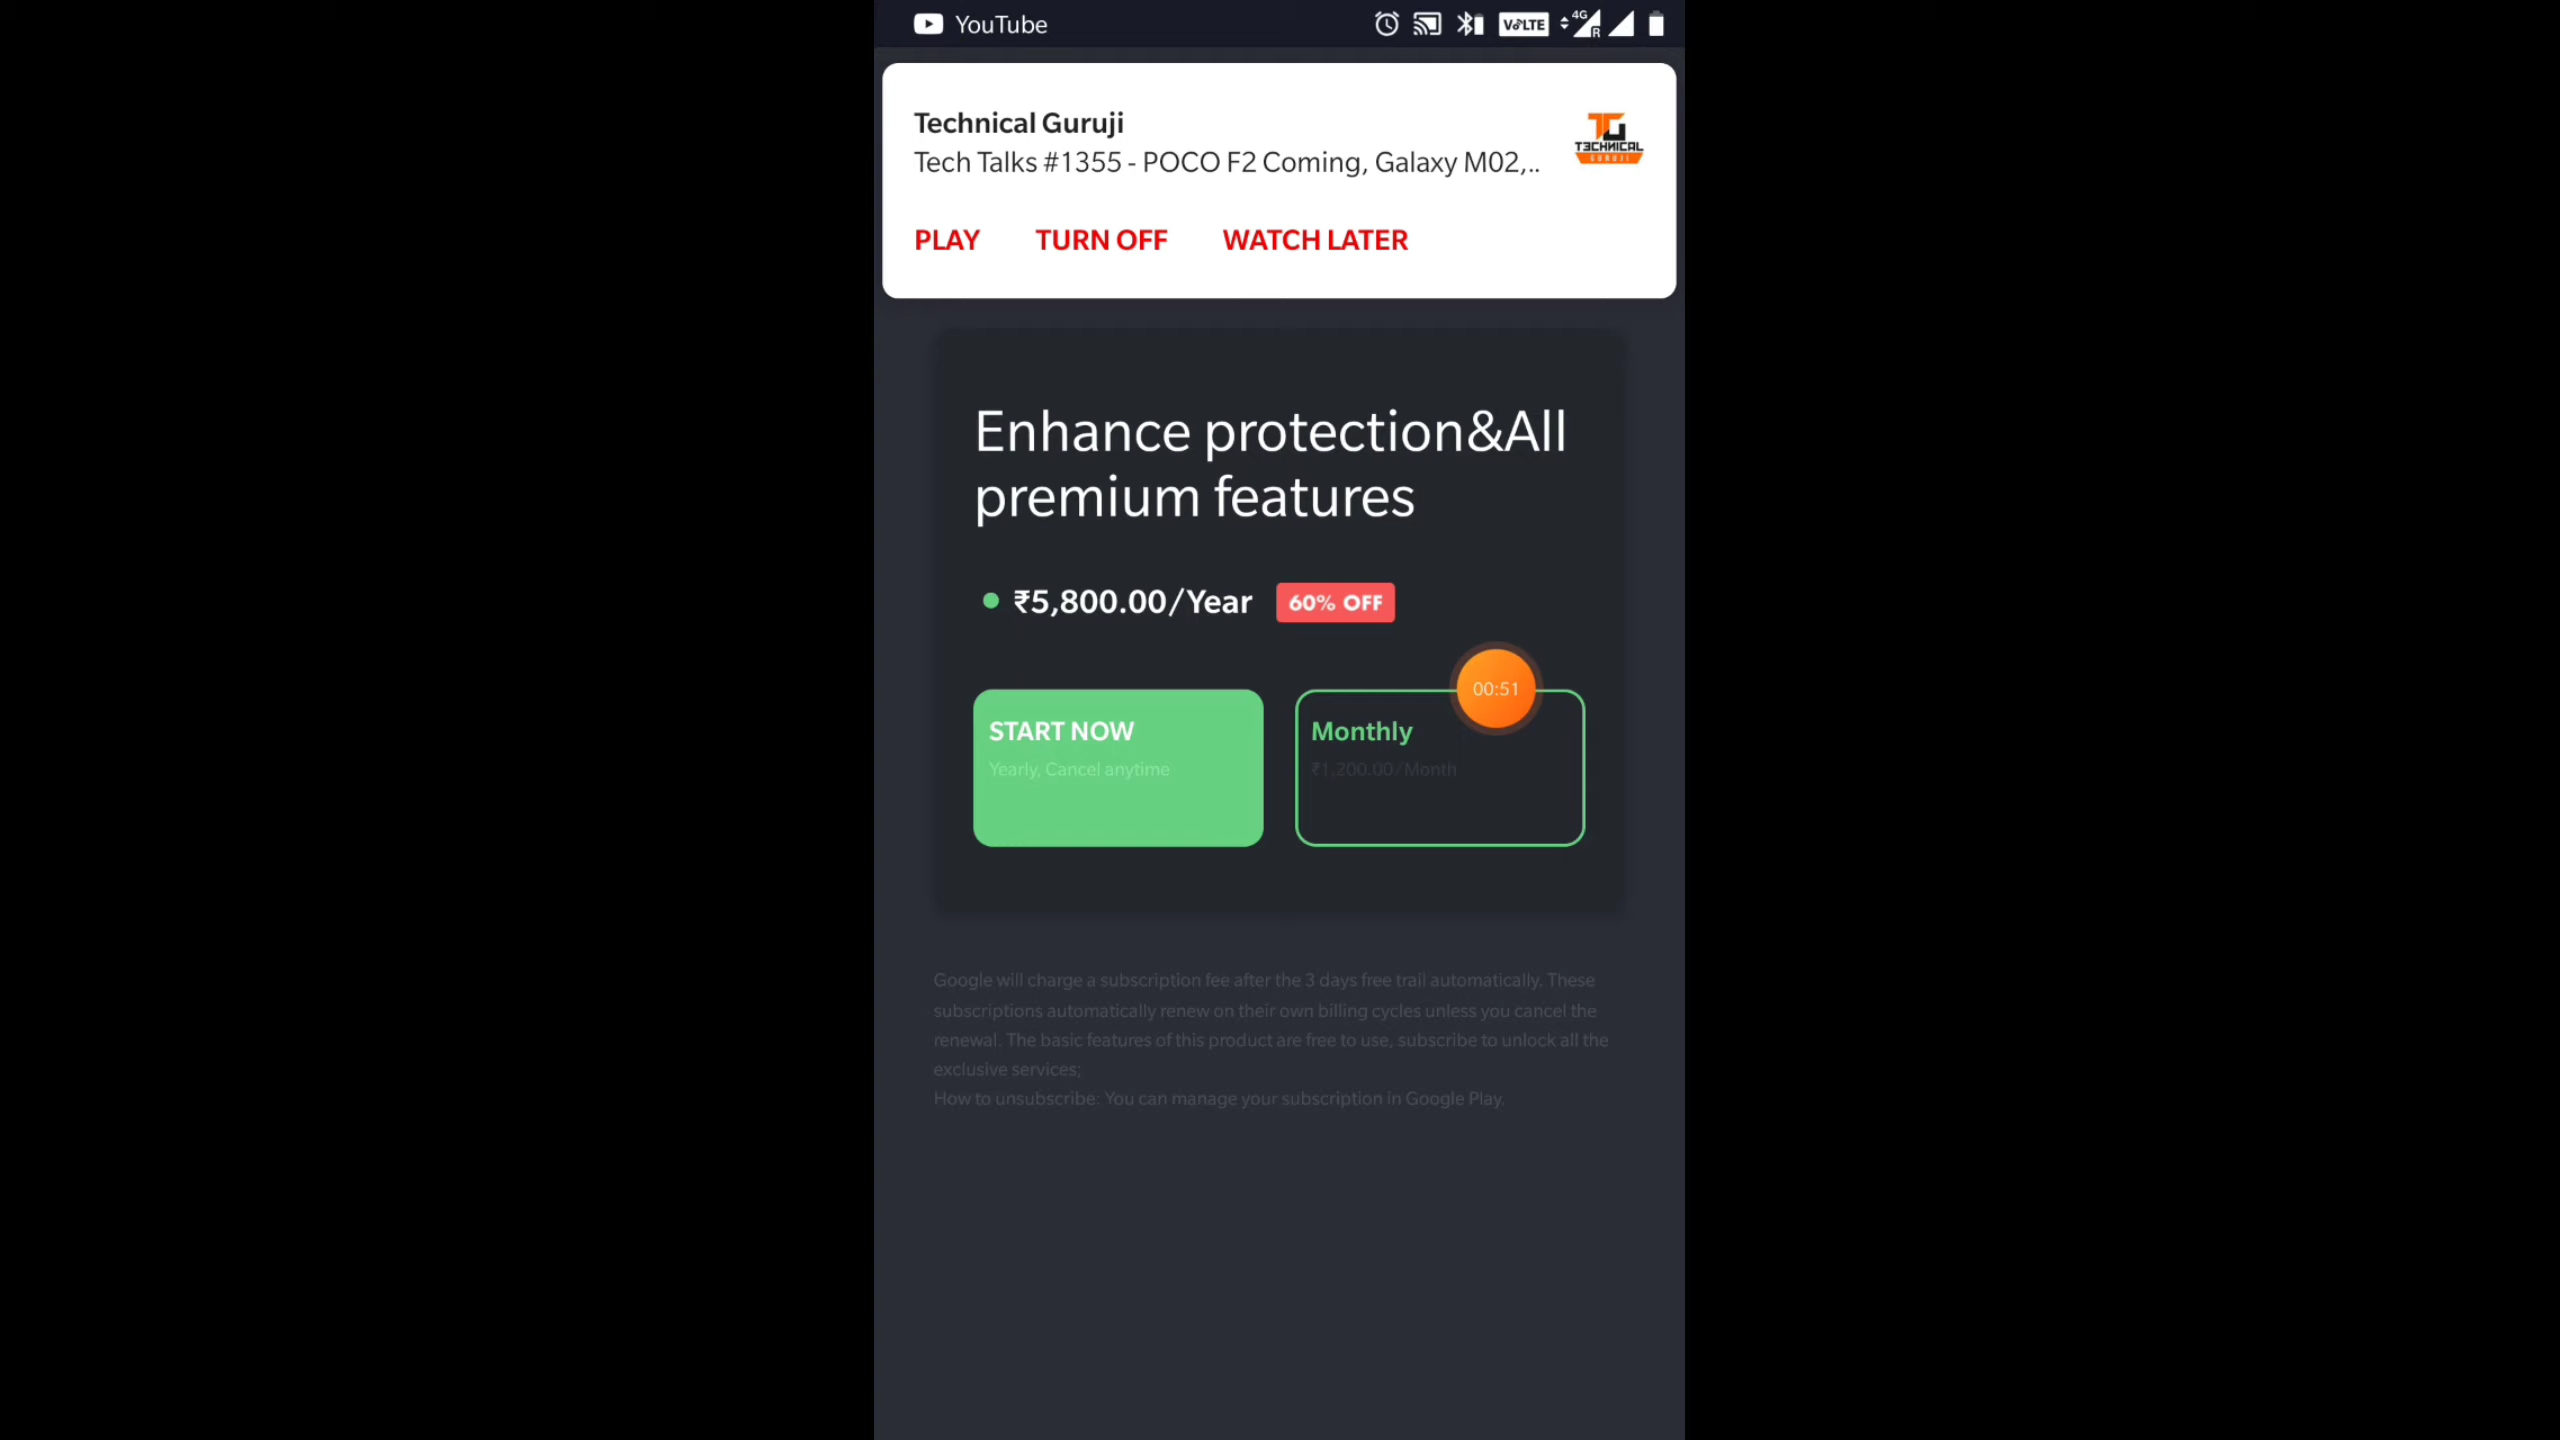 YouTube
VoLTE
4G
R
Technical Guruji
Tech Talks #1355 - POCO F2 Coming, Galaxy M02,..
TECHNICAL
GURUJI
PLAY TURN OFF WATCH LATER
Enhance protection&All
premium features
₹5,800.00/Year 60% OFF
00:51
START NOW
Yearly, Cancel anytime
Monthly
₹1,200.00/Month
Google will charge a subscription fee after the 3 days free trail automatically. These
subscriptions automatically renew on their own billing cycles unless you cancel the
renewal. The basic features of this product are free to use, subscribe to unlock all the
exclusive services;
How to unsubscribe: You can manage your subscription in Google Play.